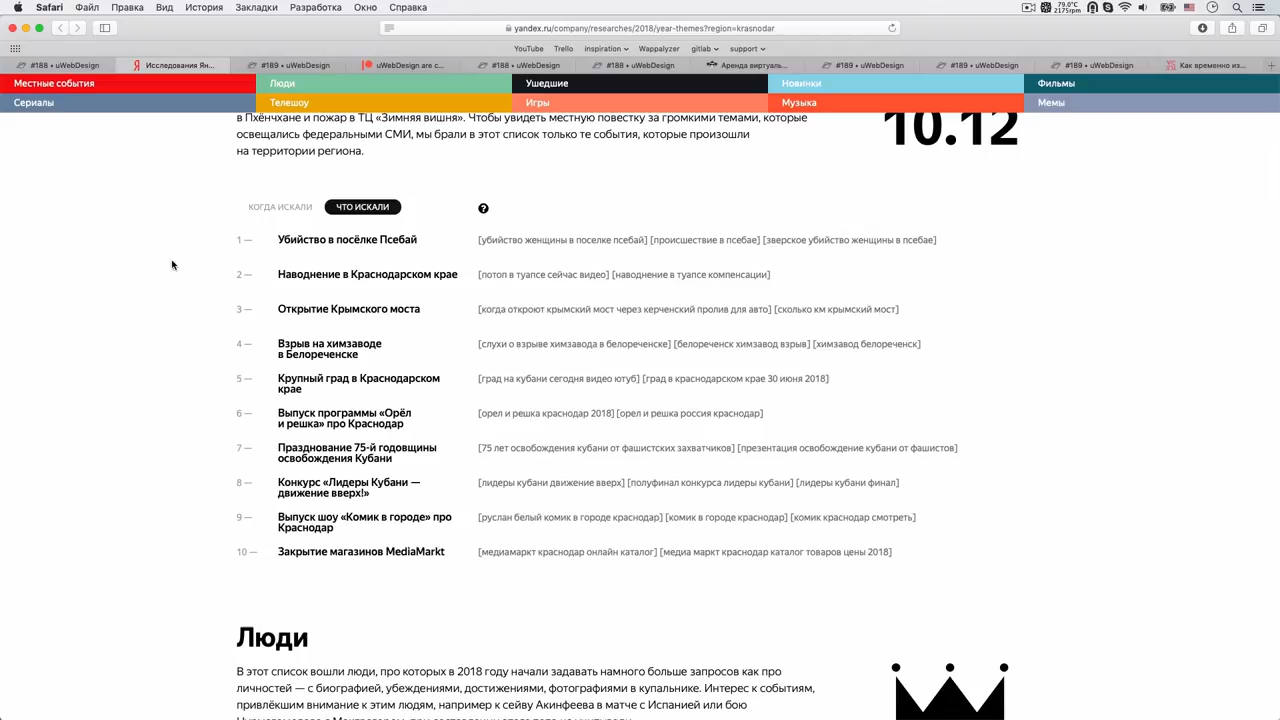 Safari Файл Правка Вид История Закладки Разработка Окно Справка
79.0°C
2175rpm
yandex.ru/company/researches/2018/year-themes?region=krasnodar
YouTube Trello inspiration Wappalyzer gitlab support
#188 • uWebDesign Исследования Ян... #189 • uWebDesign uWebDesign are c... #188 • uWebDesign #188 • uWebDesign Аренда виртуаль... #189 • uWebDesign #189 • uWebDesign Как временно из...
Местные события Люди Ушедшие Новинки Фильмы
Сериалы Телешоу Игры Музыка Мемы
в Пхёнчхане и пожар в ТЦ «Зимняя вишня». Чтобы увидеть местную повестку за громкими темами, которые
освещались федеральными СМИ, мы брали в этот список только те события, которые произошли
на территории региона.
10.12
КОГДА ИСКАЛИ ЧТО ИСКАЛИ ?
1 — Убийство в посёлке Псебай [убийство женщины в поселке псебай] [происшествие в псебае] [зверское убийство женщины в псебае]
2 — Наводнение в Краснодарском крае [потоп в туапсе сейчас видео] [наводнение в туапсе компенсации]
3 — Открытие Крымского моста [когда откроют крымский мост через керченский пролив для авто] [сколько км крымский мост]
4 — Взрыв на химзаводе [слухи о взрыве химзавода в белореченске] [белореченск химзавод взрыв] [химзавод белореченск]
в Белореченске
5 — Крупный град в Краснодарском [град на кубани сегодня видео ютуб] [град в краснодарском крае 30 июня 2018]
крае
6 — Выпуск программы «Орёл [орел и решка краснодар 2018] [орел и решка россия краснодар]
и решка» про Краснодар
7 — Празднование 75-й годовщины [75 лет освобождения кубани от фашистских захватчиков] [презентация освобождение кубани от фашистов]
освобождения Кубани
8 — Конкурс «Лидеры Кубани — [лидеры кубани движение вверх] [полуфинал конкурса лидеры кубани] [лидеры кубани финал]
движение вверх!»
9 — Выпуск шоу «Комик в городе» про [руслан белый комик в городе краснодар] [комик в городе краснодар] [комик краснодар смотреть]
Краснодар
10 — Закрытие магазинов MediaMarkt [медиамаркт краснодар онлайн каталог] [медиа маркт краснодар каталог товаров цены 2018]
Люди
В этот список вошли люди, про которых в 2018 году начали задавать намного больше запросов как про
личностей — с биографией, убеждениями, достижениями, фотографиями в купальнике. Интерес к событиям,
привлёкшим внимание к этим людям, например к сейву Акинфеева в матче с Испанией или бою